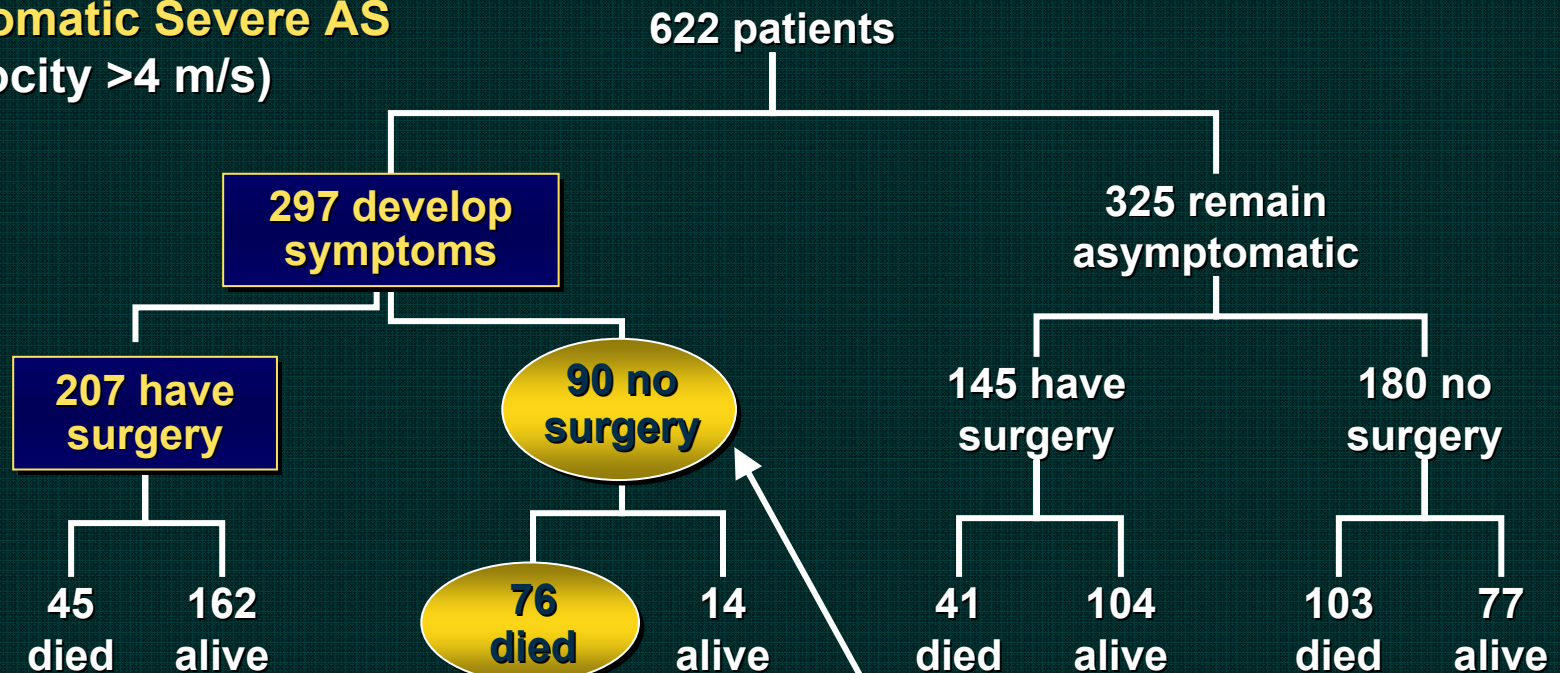 Severe AS
622 patients
>4 m/s)
297 develop
symptoms
325 remain
asymptomatic
207 have
surgery
90 no
surgery
145 have
surgery
180 no
surgery
45
died
162
alive
76
died
14
alive
41
died
104
alive
103
died
77
alive